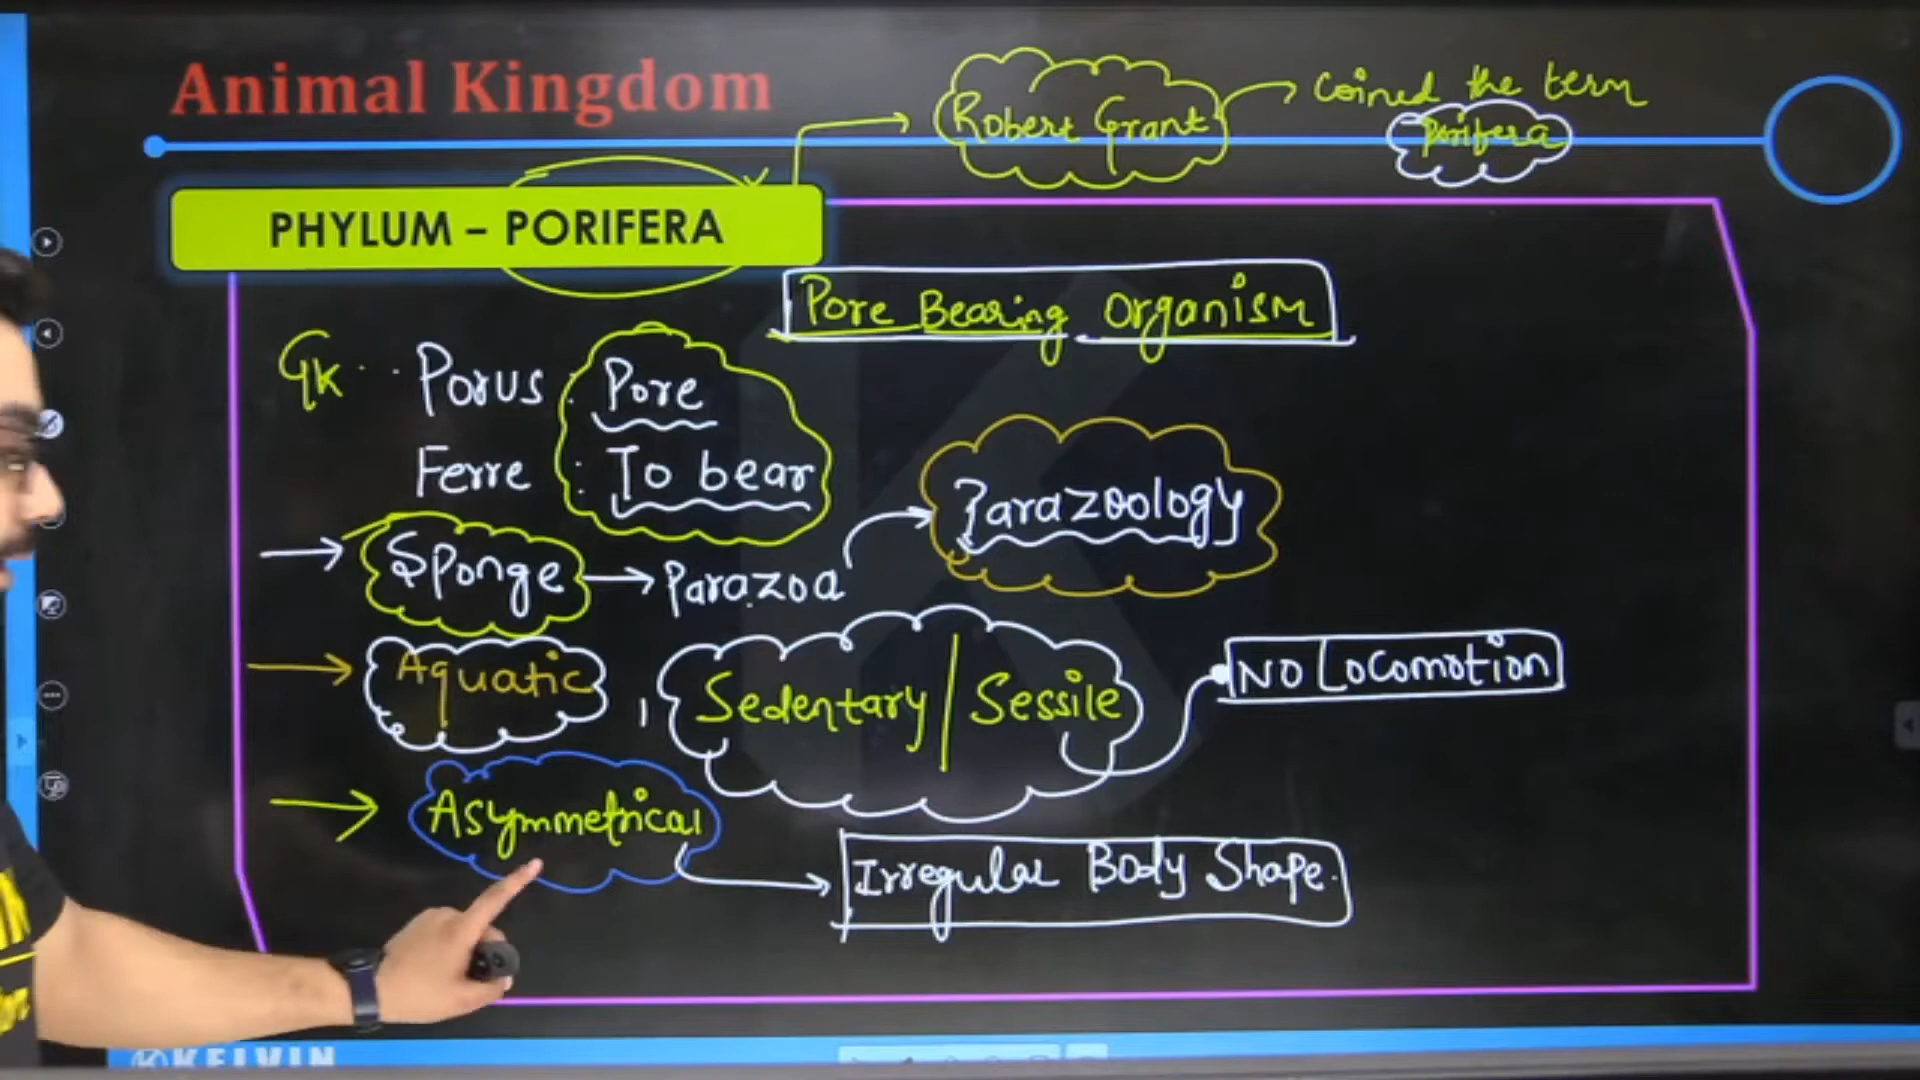 Animal Kingdom
Robert Grant
Coined the term
Porifera
PHYLUM – PORIFERA
Pore Bearing Organism
Gk Porus : Pore
Ferre : To bear
Sponge Parazoa Parazoology
Aquatic , Sedentary / Sessile NO Locomotion
Asymmetrical Irregular Body Shape.
KELVIN